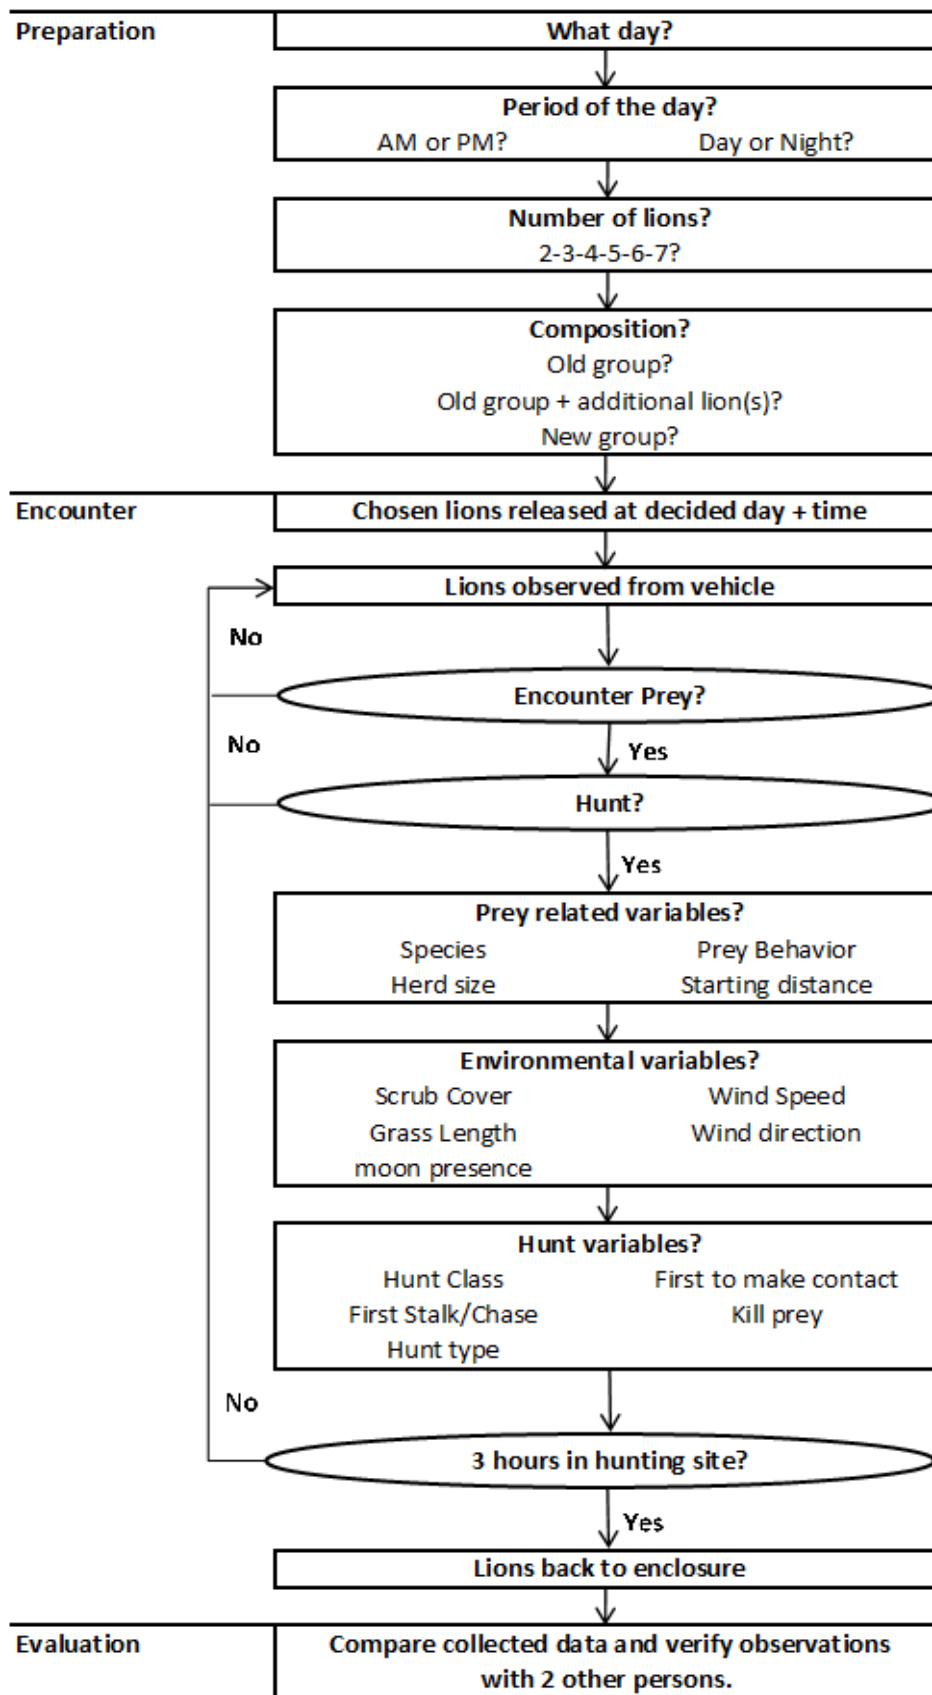 Preparation
What day?
Period of the day?
AM or PM? Day or Night?
Number of lions?
2-3-4-5-6-7?
Composition?
Old group?
Old group + additional lion(s)?
New group?
Encounter
Chosen lions released at decided day + time
Lions observed from vehicle
No
Encounter Prey?
No
Yes
Hunt?
Yes
Prey related variables?
Species Prey Behavior
Herd size Starting distance
Environmental variables?
Scrub Cover Wind Speed
Grass Length Wind direction
moon presence
Hunt variables?
Hunt Class First to make contact
First Stalk/Chase Kill prey
Hunt type
No
3 hours in hunting site?
Yes
Lions back to enclosure
Evaluation
Compare collected data and verify observations
with 2 other persons.